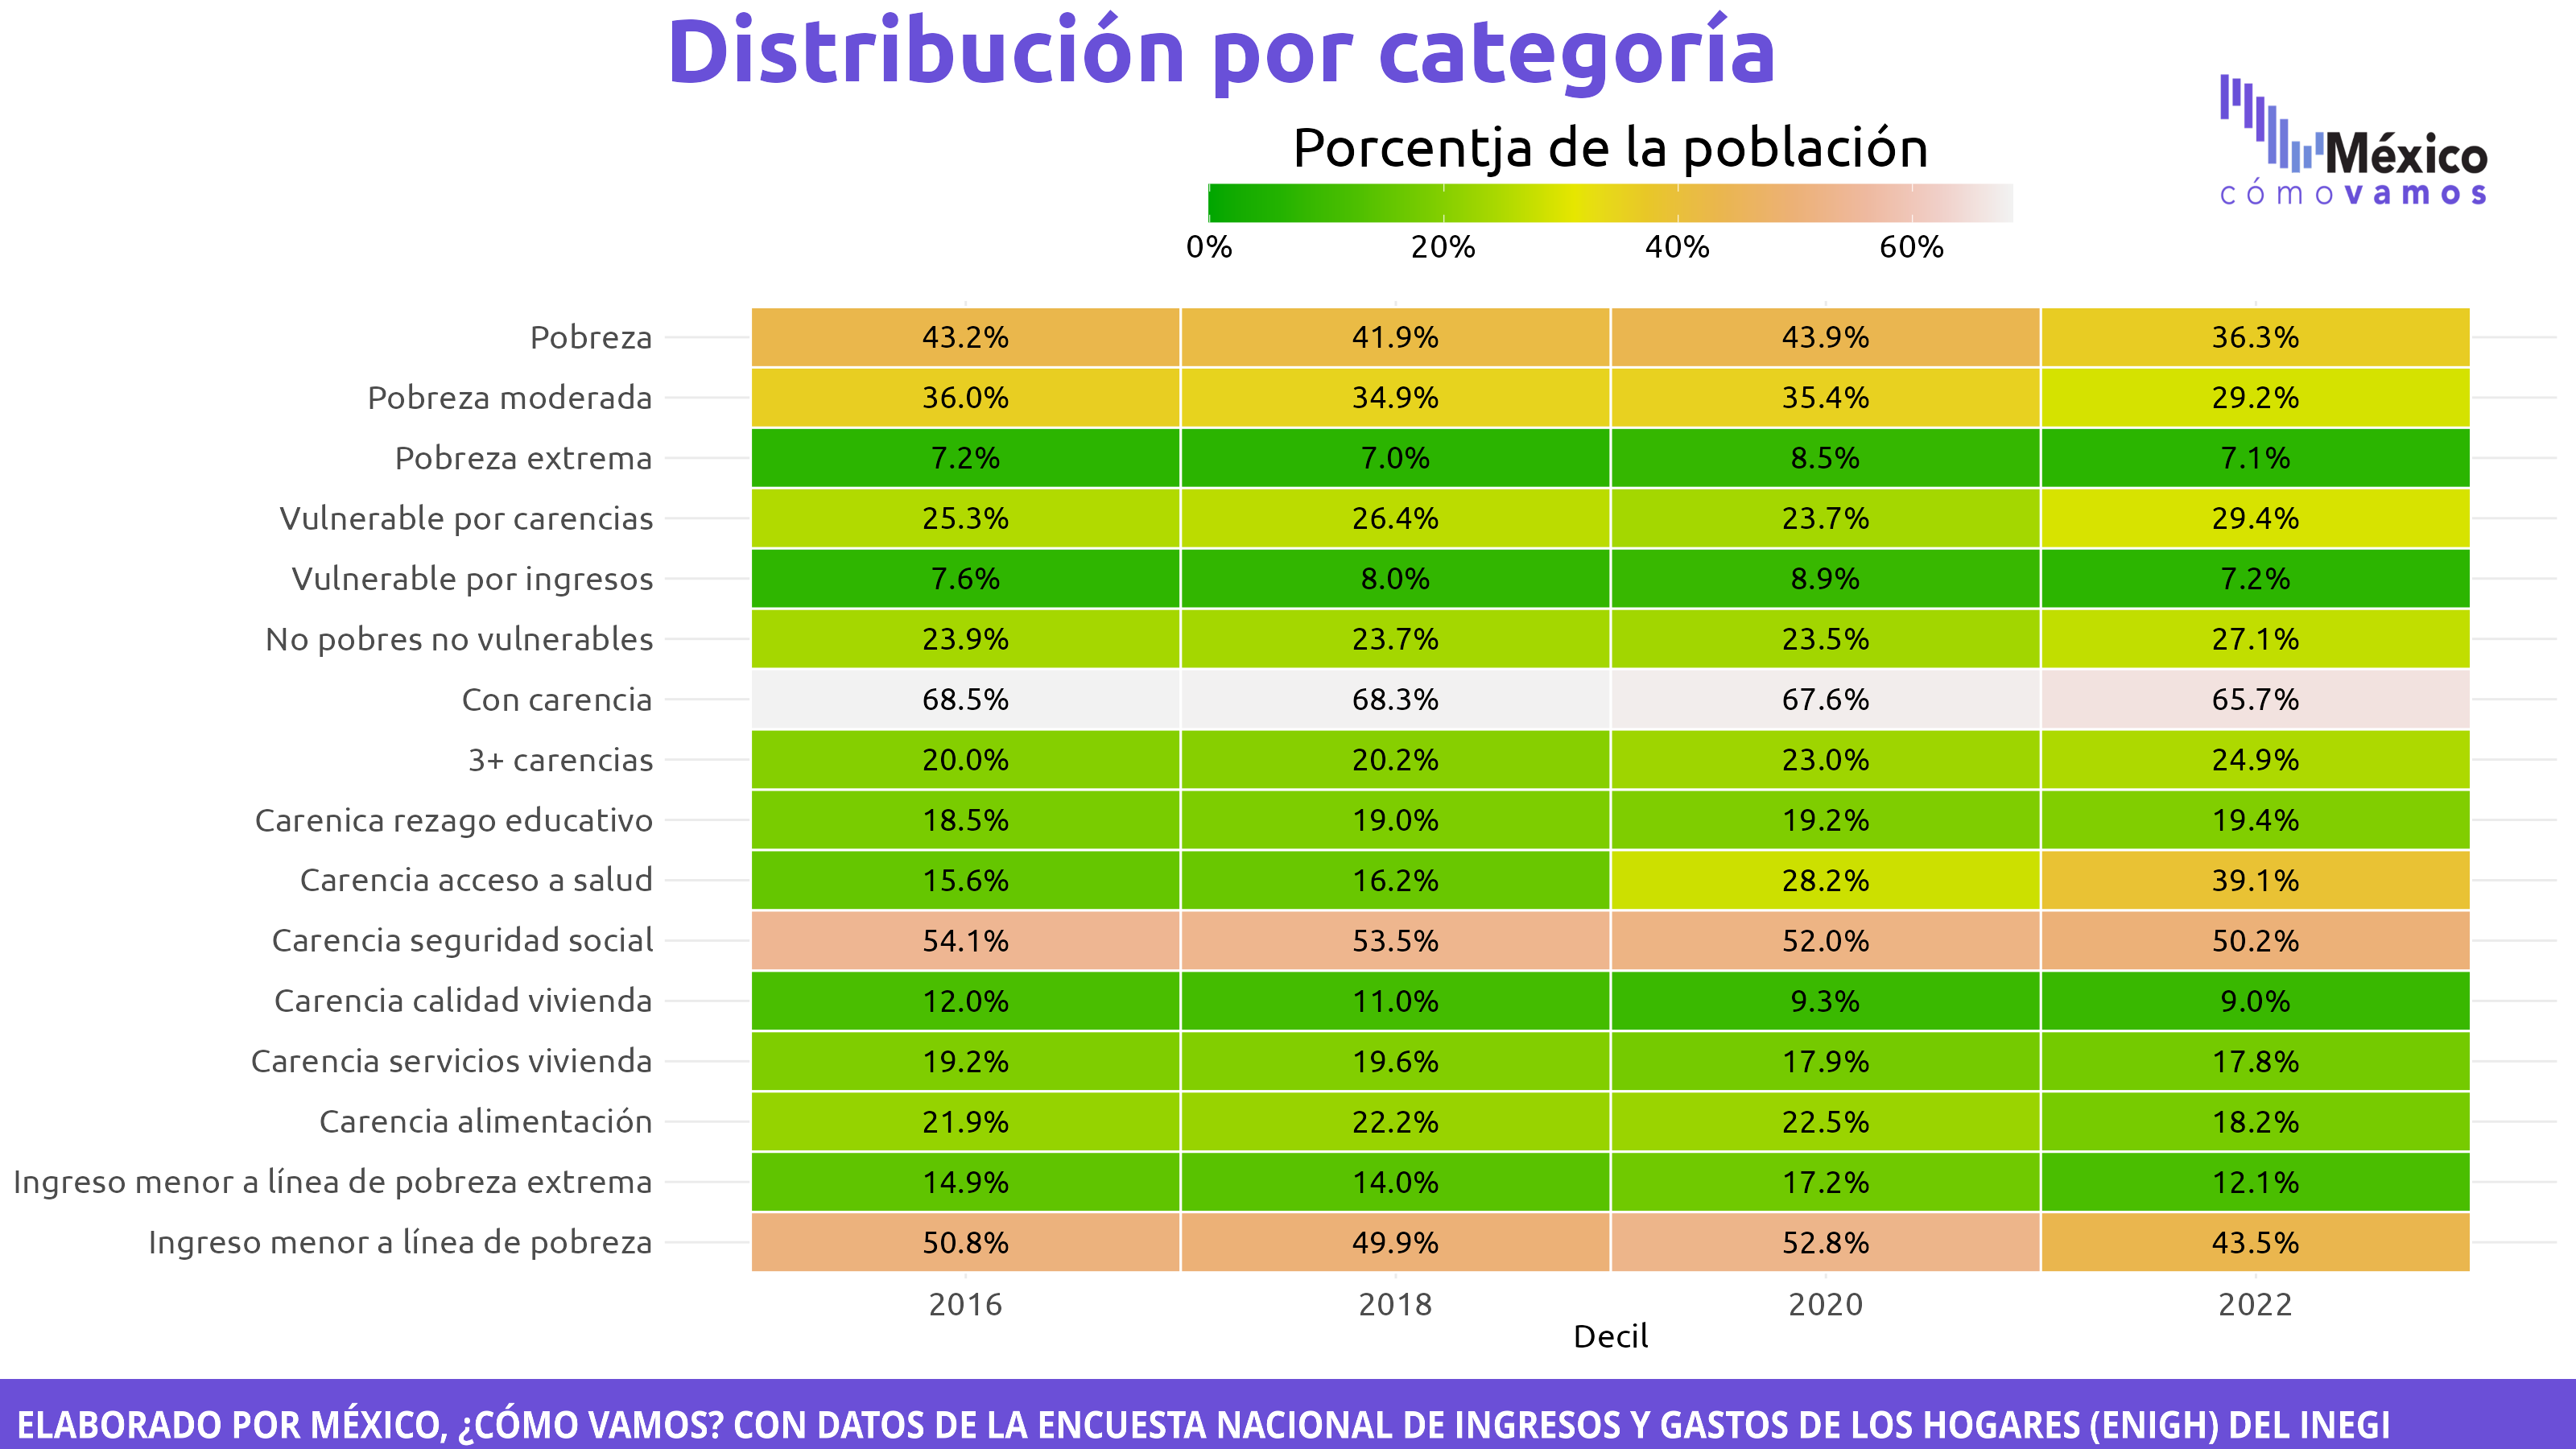 Distribución por categoría
Porcentja de la población
0% 20% 40% 60%
México
cómovamos
Pobreza 43.2% 41.9% 43.9% 36.3%
Pobreza moderada 36.0% 34.9% 35.4% 29.2%
Pobreza extrema 7.2% 7.0% 8.5% 7.1%
Vulnerable por carencias 25.3% 26.4% 23.7% 29.4%
Vulnerable por ingresos 7.6% 8.0% 8.9% 7.2%
No pobres no vulnerables 23.9% 23.7% 23.5% 27.1%
Con carencia 68.5% 68.3% 67.6% 65.7%
3+ carencias 20.0% 20.2% 23.0% 24.9%
Carenica rezago educativo 18.5% 19.0% 19.2% 19.4%
Carencia acceso a salud 15.6% 16.2% 28.2% 39.1%
Carencia seguridad social 54.1% 53.5% 52.0% 50.2%
Carencia calidad vivienda 12.0% 11.0% 9.3% 9.0%
Carencia servicios vivienda 19.2% 19.6% 17.9% 17.8%
Carencia alimentación 21.9% 22.2% 22.5% 18.2%
Ingreso menor a línea de pobreza extrema 14.9% 14.0% 17.2% 12.1%
Ingreso menor a línea de pobreza 50.8% 49.9% 52.8% 43.5%
2016 2018 2020 2022
Decil
ELABORADO POR MÉXICO, ¿CÓMO VAMOS? CON DATOS DE LA ENCUESTA NACIONAL DE INGRESOS Y GASTOS DE LOS HOGARES (ENIGH) DEL INEGI